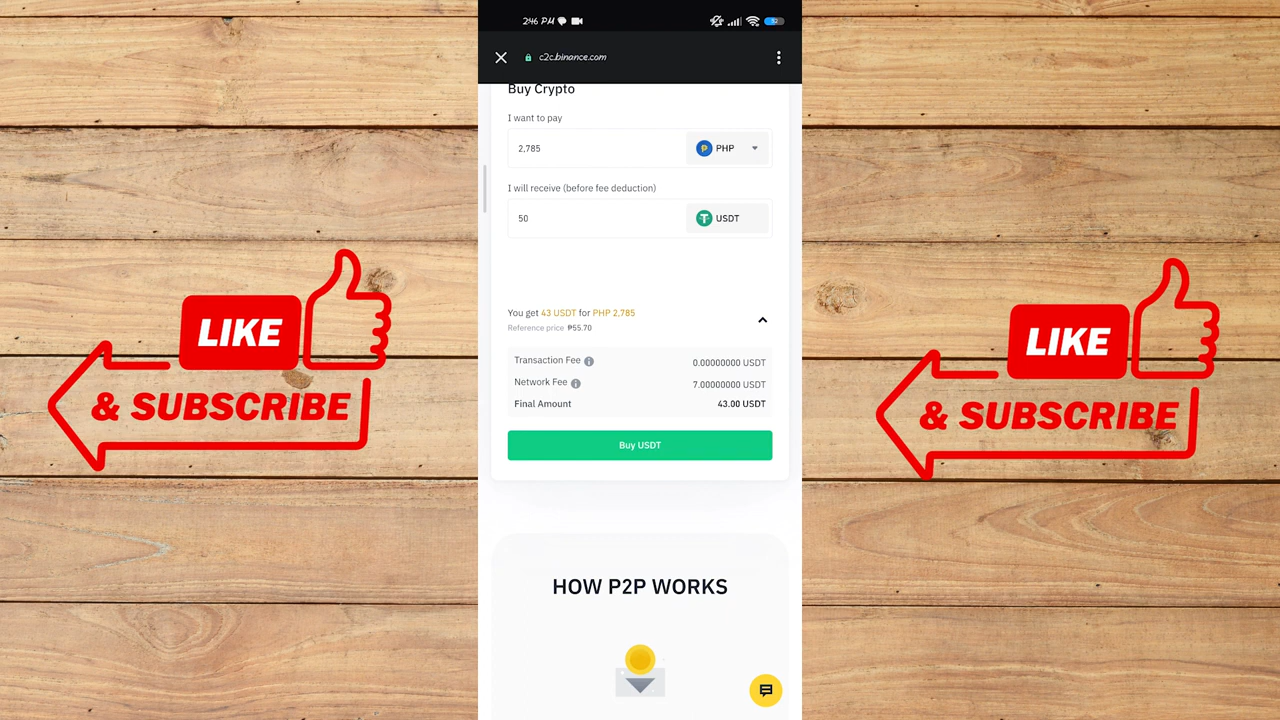 2:46 PM
52
c2c.binance.com
Buy Crypto
I want to pay
2,785
PHP
I will receive (before fee deduction)
50
USDT
You get 43 USDT for PHP 2,785
Reference price ₱55.70
Transaction Fee 0.00000000 USDT
Network Fee 7.00000000 USDT
Final Amount 43.00 USDT
Buy USDT
HOW P2P WORKS
LIKE
& SUBSCRIBE
LIKE
& SUBSCRIBE